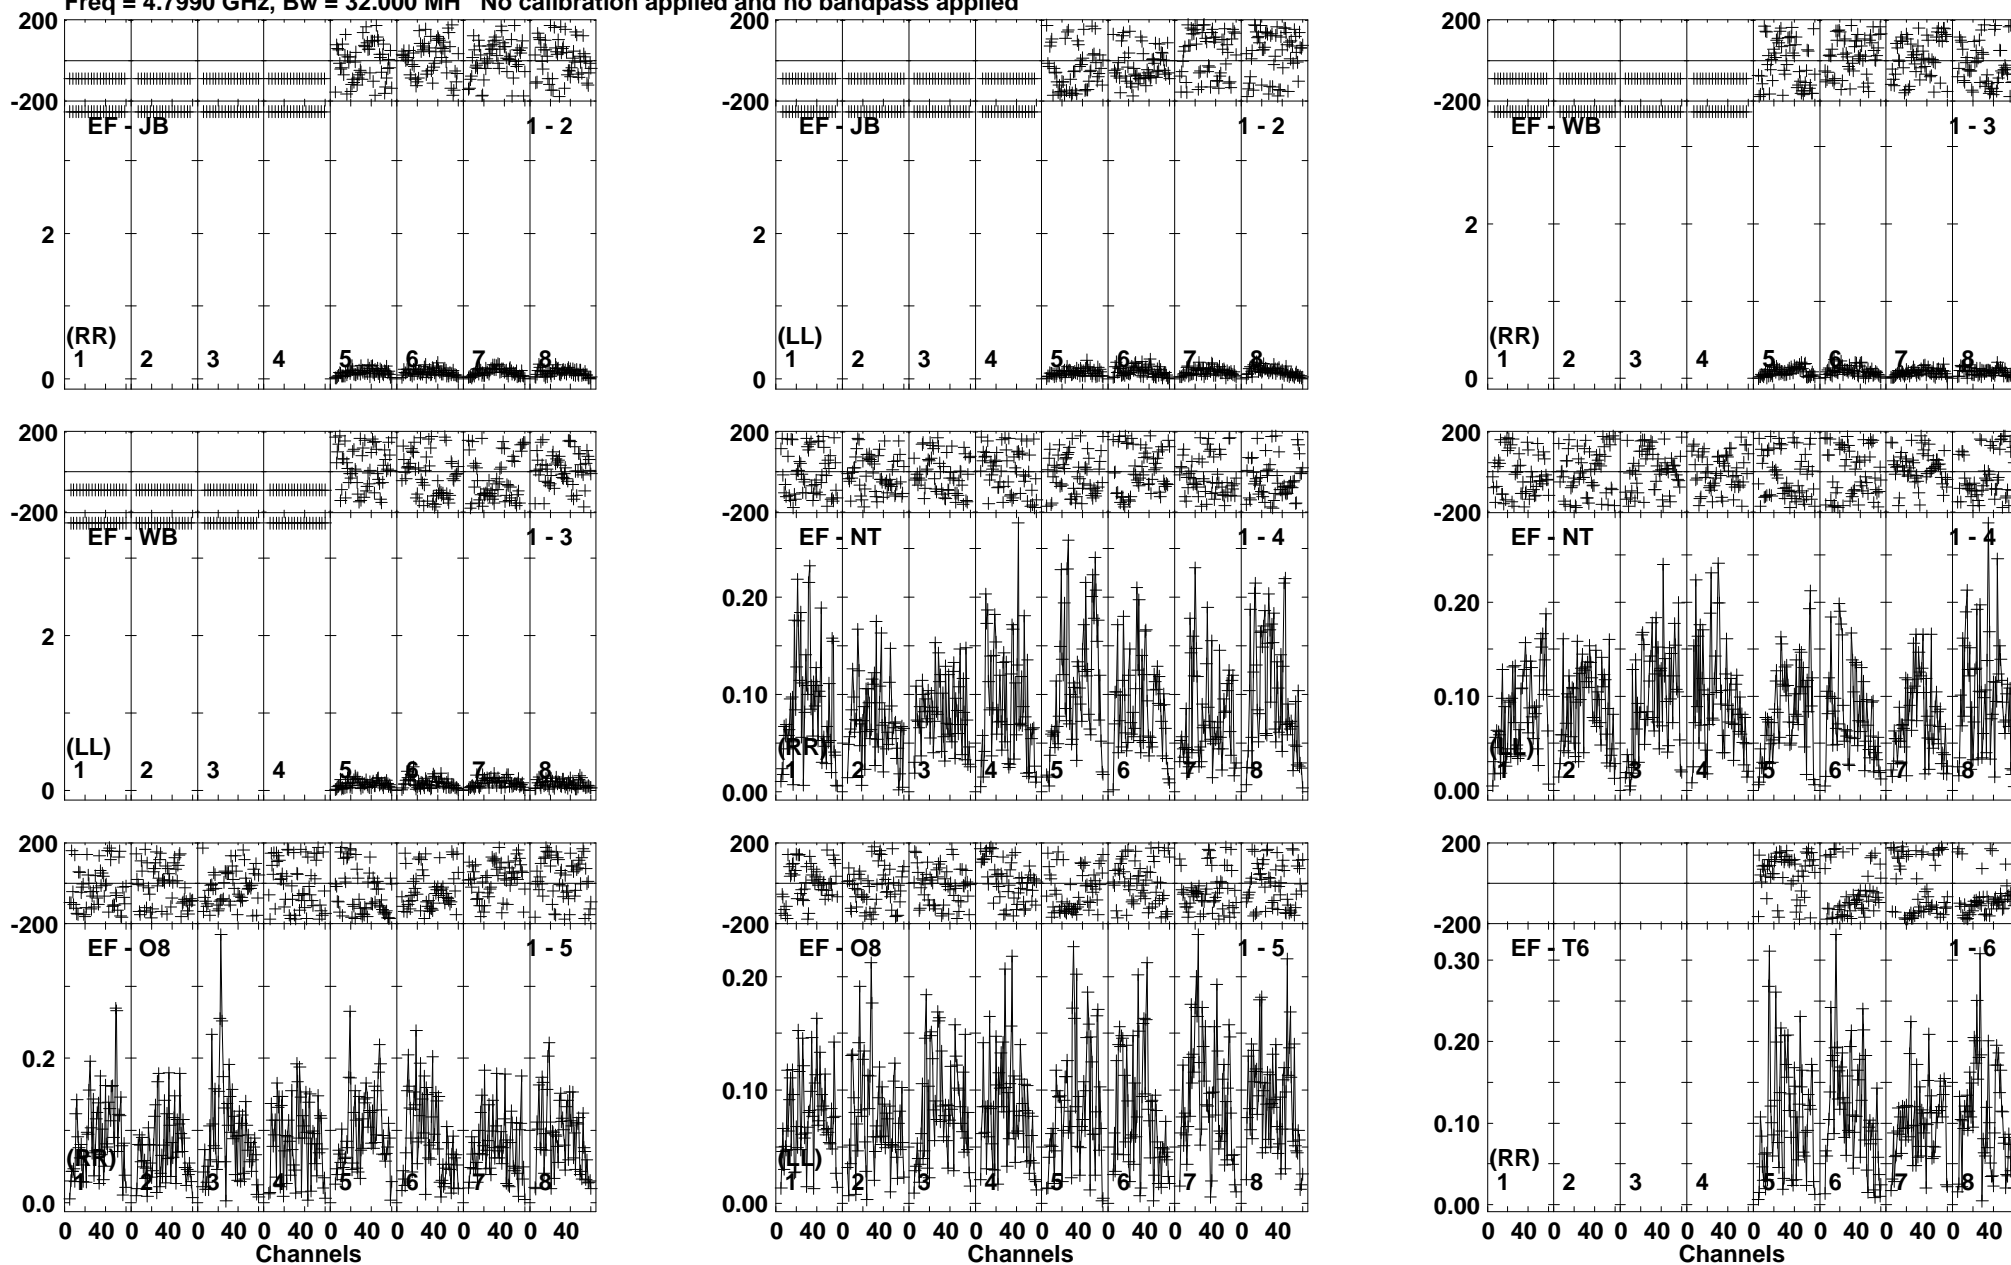 Freq = 4.7990 GHz, Bw = 32.000 MH No calibration applied and no bandpass applied
200 200 200
-200 -200 -200
EF - JB 1 - 2 EF - JB 1 - 2 EF - WB 1 - 3
2 2 2
(RR) (LL) (RR)
1 2 3 4 5 6 7 8 1 2 3 4 5 6 7 8 1 2 3 4 5 6 7 8
0 0 0
200 200 200
-200 -200 -200
EF - WB 1 - 3 EF - NT 1 - 4 EF - NT 1 - 4
0.20 0.20
2
0.10 0.10
(LL) (RR) (LL)
1 2 3 4 5 6 7 8 1 2 3 4 5 6 7 8 1 2 3 4 5 6 7 8
0 0.00 0.00
200 200 200
-200 -200 -200
EF - O8 1 - 5 EF - O8 1 - 5 EF - T6 1 - 6
0.20 0.30
0.2 0.20
0.10 0.10
(RR) (LL) (RR)
1 2 3 4 5 6 7 8 1 2 3 4 5 6 7 8 1 2 3 4 5 6 7 8
0.0 0.00 0.00
0 40 0 40 0 40 0 40 0 40 0 40 0 40 0 40 0 40 0 40 0 40 0 40 0 40 0 40 0 40 0 40 0 40 0 40 0 40 0 40 0 40 0 40 0 40 0 40
Channels Channels Channels